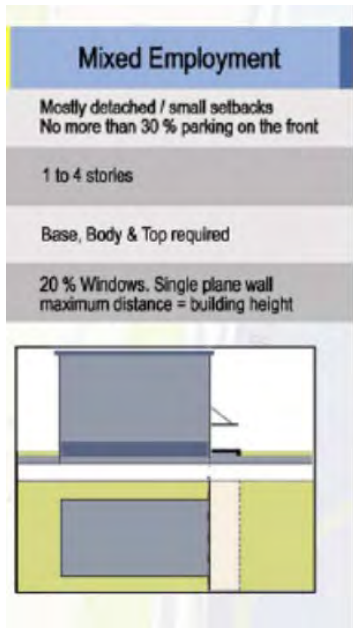 Mixed Employment
Mostly detached / small setbacks
No more than 30 % parking on the front
1 to 4 stories
Base, Body & Top required
20 % Windows. Single plane wall
maximum distance = building height